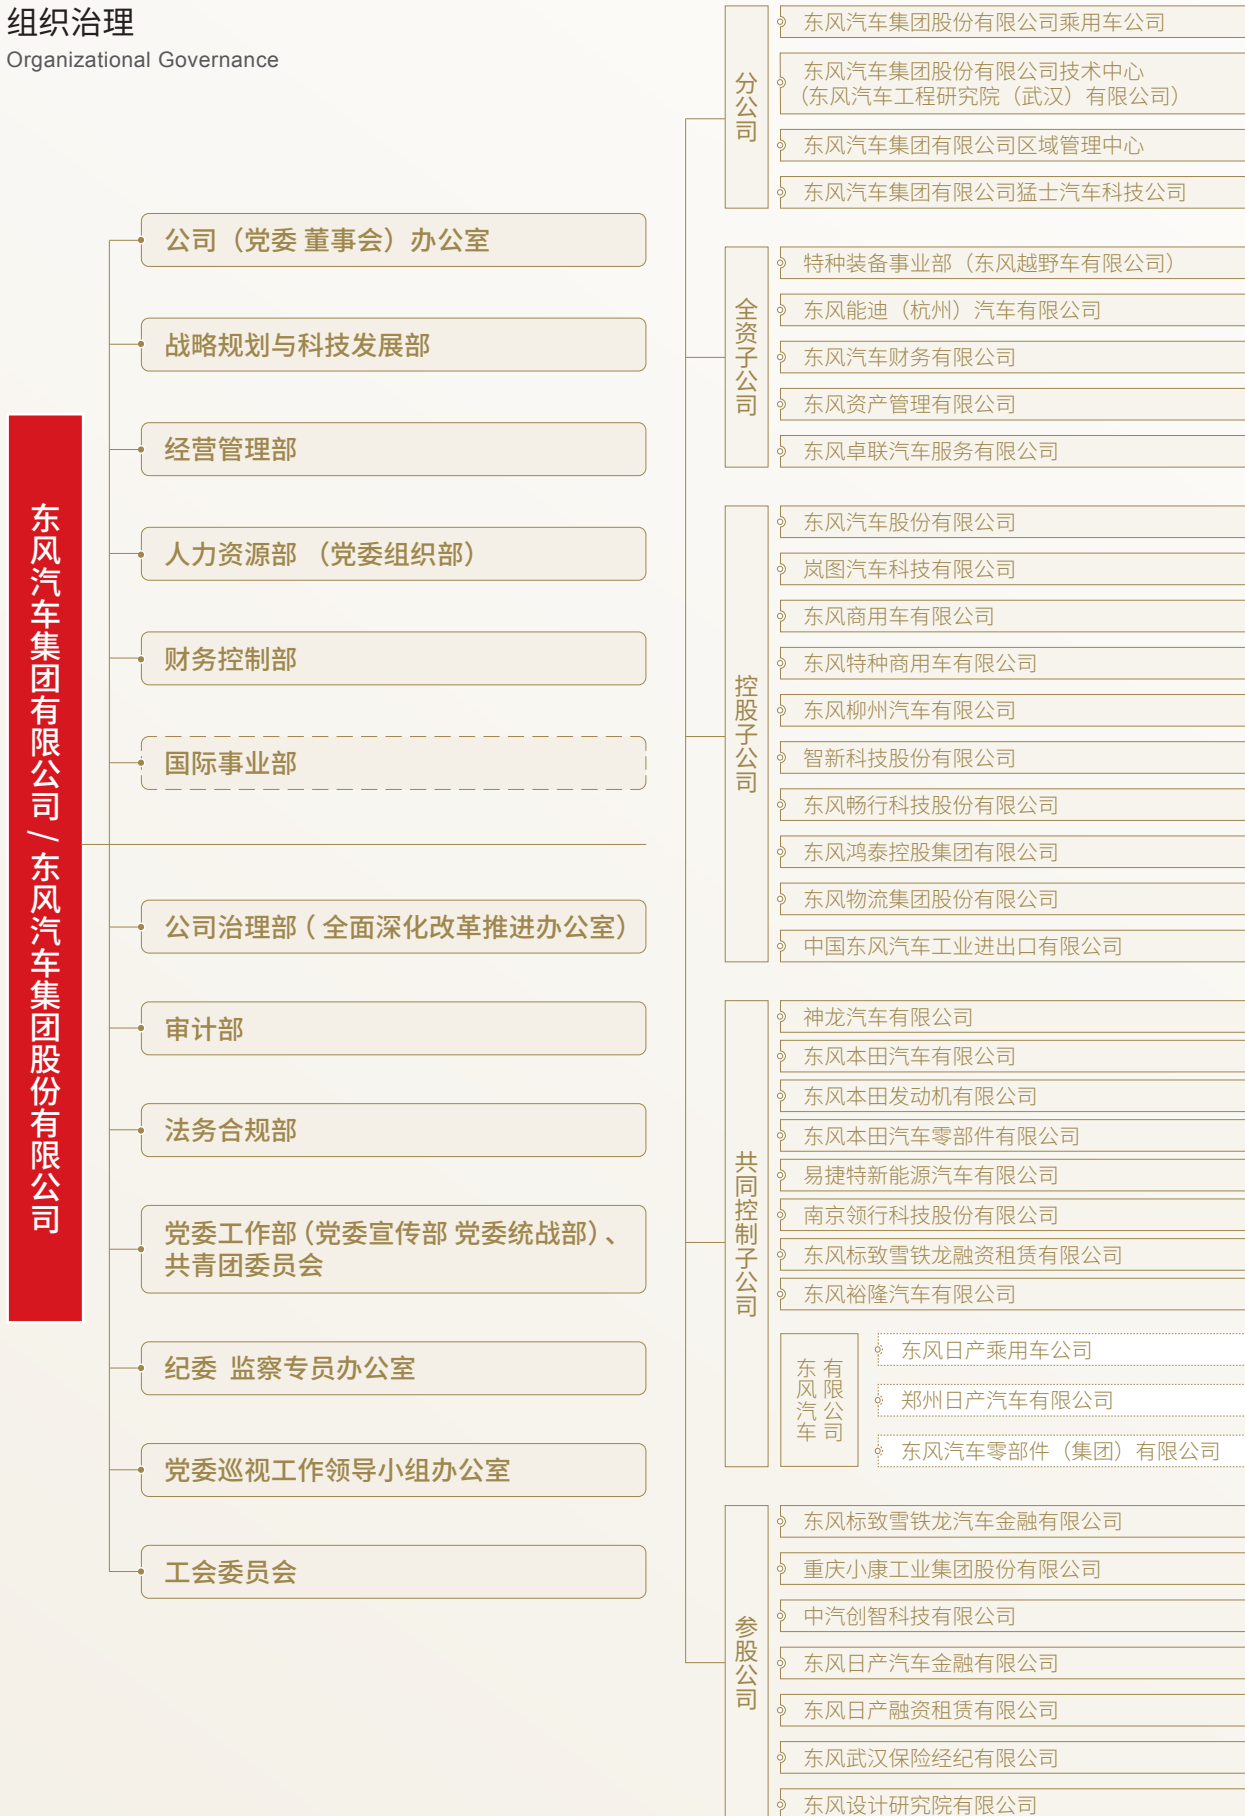 组织治理
Organizational Governance
东风汽车集团有限公司/东风汽车集团股份有限公司
公司（党委 董事会）办公室
战略规划与科技发展部
经营管理部
人力资源部 （党委组织部）
财务控制部
国际事业部
公司治理部（ 全面深化改革推进办公室）
审计部
法务合规部
党委工作部（党委宣传部 党委统战部）、
共青团委员会
纪委 监察专员办公室
党委巡视工作领导小组办公室
工会委员会
分公司
东风汽车集团股份有限公司乘用车公司
东风汽车集团股份有限公司技术中心
（东风汽车工程研究院（武汉）有限公司）
东风汽车集团有限公司区域管理中心
东风汽车集团有限公司猛士汽车科技公司
全资子公司
特种装备事业部（东风越野车有限公司）
东风能迪（杭州）汽车有限公司
东风汽车财务有限公司
东风资产管理有限公司
东风卓联汽车服务有限公司
控股子公司
东风汽车股份有限公司
岚图汽车科技有限公司
东风商用车有限公司
东风特种商用车有限公司
东风柳州汽车有限公司
智新科技股份有限公司
东风畅行科技股份有限公司
东风鸿泰控股集团有限公司
东风物流集团股份有限公司
中国东风汽车工业进出口有限公司
共同控制子公司
神龙汽车有限公司
东风本田汽车有限公司
东风本田发动机有限公司
东风本田汽车零部件有限公司
易捷特新能源汽车有限公司
南京领行科技股份有限公司
东风标致雪铁龙融资租赁有限公司
东风裕隆汽车有限公司
东风汽车
有限公司
东风日产乘用车公司
郑州日产汽车有限公司
东风汽车零部件（集团）有限公司
参股公司
东风标致雪铁龙汽车金融有限公司
重庆小康工业集团股份有限公司
中汽创智科技有限公司
东风日产汽车金融有限公司
东风日产融资租赁有限公司
东风武汉保险经纪有限公司
东风设计研究院有限公司